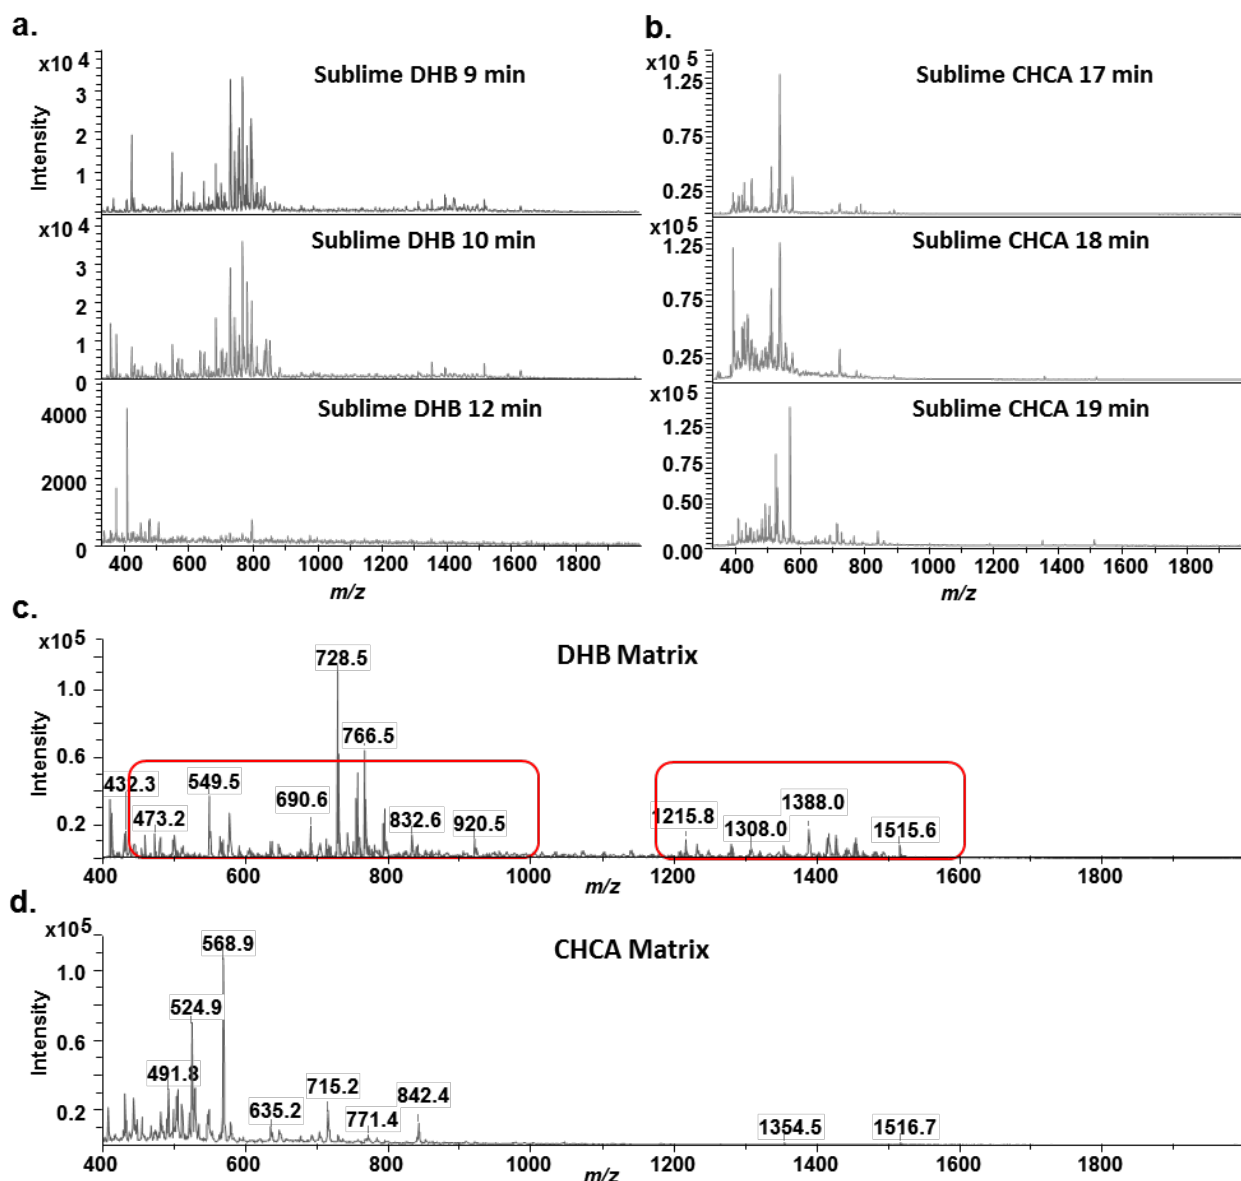 a.
x10 4
Sublime DHB 9 min
3
2
1
Intensity
x10 4
Sublime DHB 10 min
3
2
1
0
Sublime DHB 12 min
4000
2000
0
400 600 800 1000 1200 1400 1600 1800
m/z
b.
x10 5
Sublime CHCA 17 min
1.25
0.75
0.25
x10 5
Sublime CHCA 18 min
1.25
0.75
0.25
x10 5
Sublime CHCA 19 min
1.25
0.75
0.50
0.00
400 600 800 1000 1200 1400 1600 1800
m/z
c.
x10 5
DHB Matrix
728.5
1.0
766.5
0.6
Intensity
432.3 549.5
473.2 690.6 832.6 920.5
1215.8 1308.0 1388.0 1515.6
0.2
400 600 800 1000 1200 1400 1600 1800
m/z
d.
x10 5
CHCA Matrix
568.9
1.0
524.9
0.6
Intensity
491.8
635.2 715.2 771.4 842.4
1354.5 1516.7
0.2
400 600 800 1000 1200 1400 1600 1800
m/z